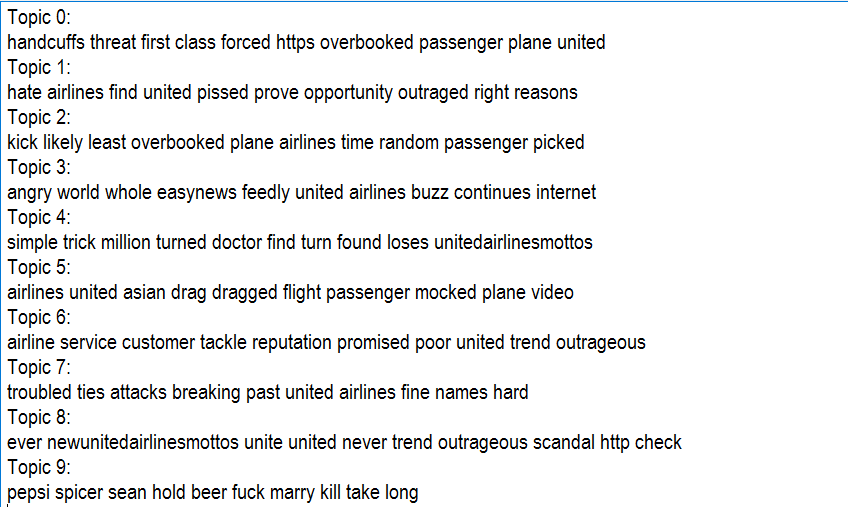 Topic 0:
handcuffs threat first class forced https overbooked passenger plane united
Topic 1:
hate airlines find united pissed prove opportunity outraged right reasons
Topic 2:
kick likely least overbooked plane airlines time random passenger picked
Topic 3:
angry world whole easynews feedly united airlines buzz continues internet
Topic 4:
simple trick million turned doctor find turn found loses unitedairlinesmottos
Topic 5:
airlines united asian drag dragged flight passenger mocked plane video
Topic 6:
airline service customer tackle reputation promised poor united trend outrageous
Topic 7:
troubled ties attacks breaking past united airlines fine names hard
Topic 8:
ever newunitedairlinesmottos unite united never trend outrageous scandal http check
Topic 9:
pepsi spicer sean hold beer fuck marry kill take long